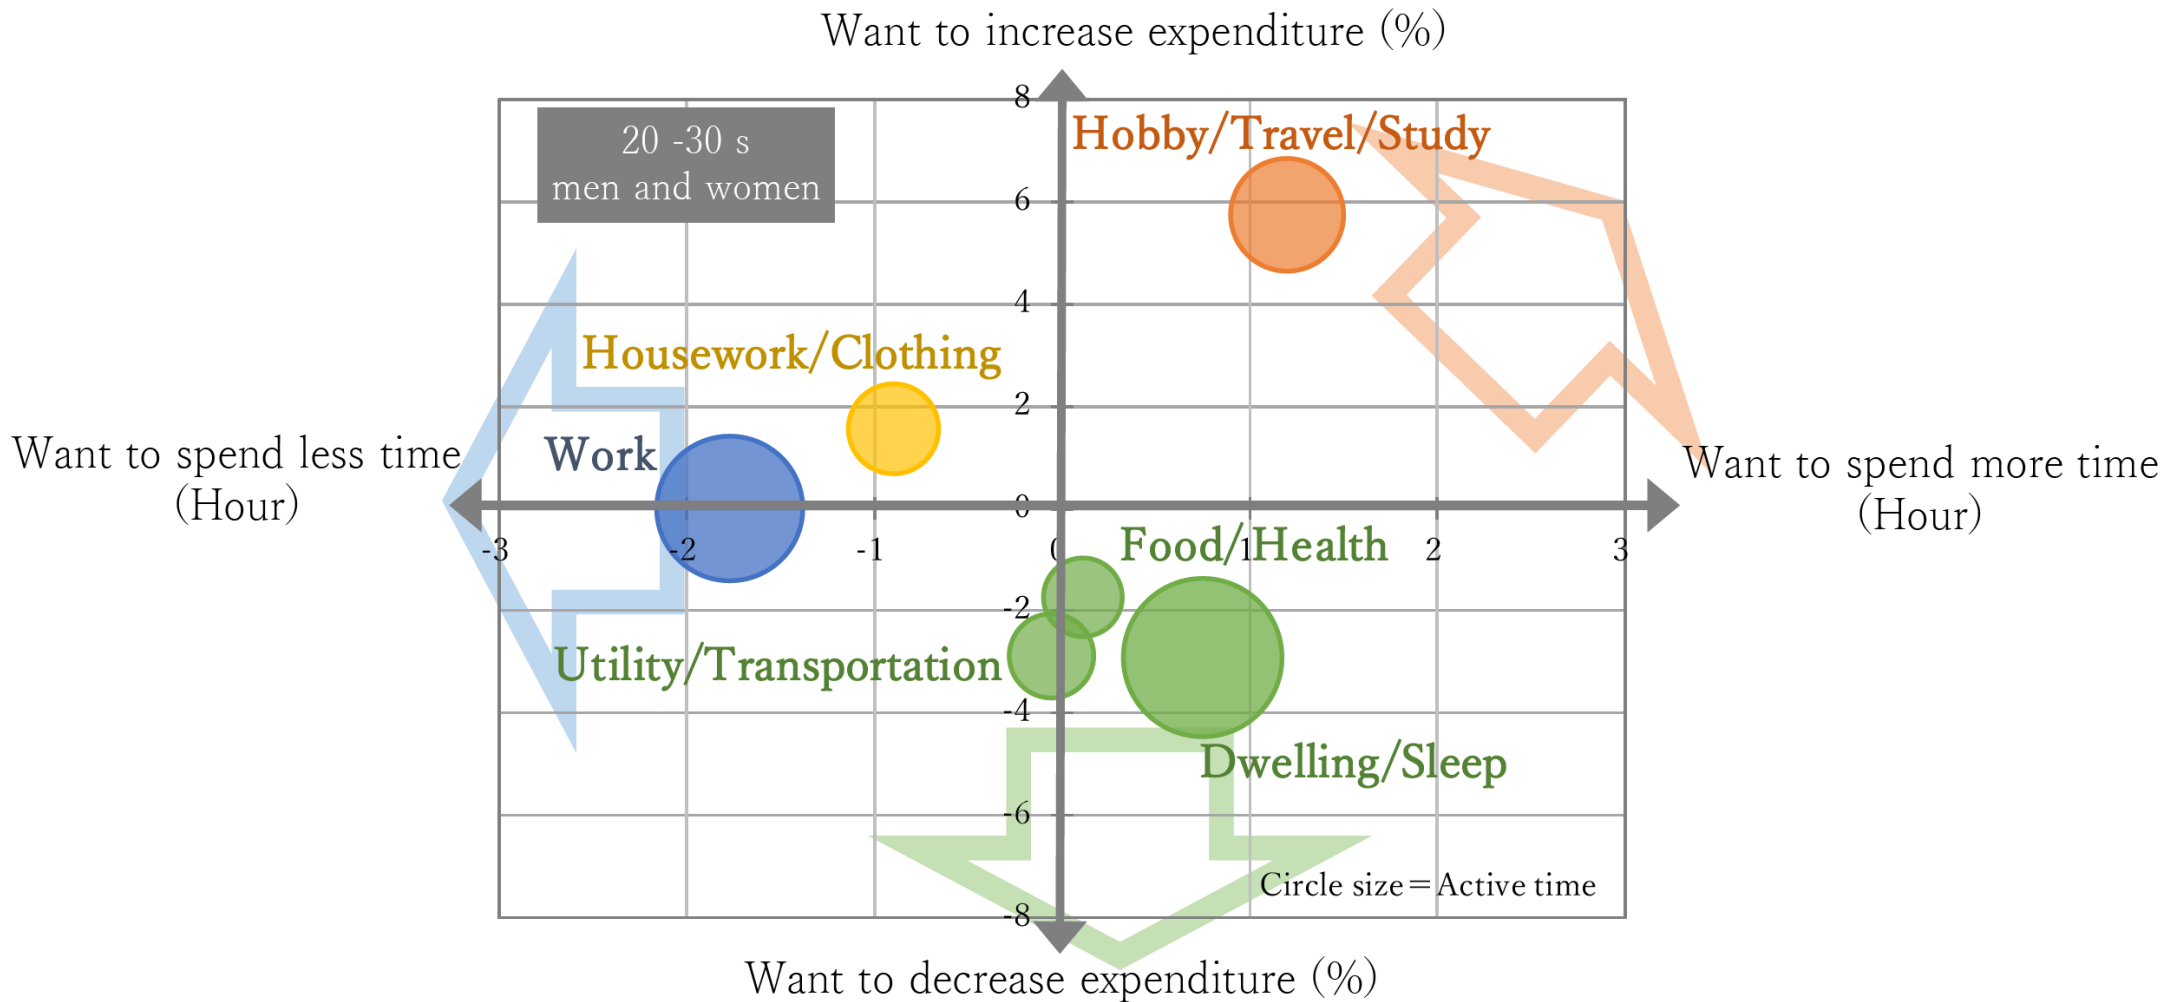 Want to increase expenditure (%)
8
20 -30 s
men and women
Hobby/Travel/Study
6
4
Housework/Clothing
2
Want to spend less time
(Hour)
Work
Want to spend more time
(Hour)
0
-3
-2
-1
0
1
2
3
Food/Health
-2
Utility/Transportation
-4
Dwelling/Sleep
-6
Circle size=Active time
-8
Want to decrease expenditure (%)